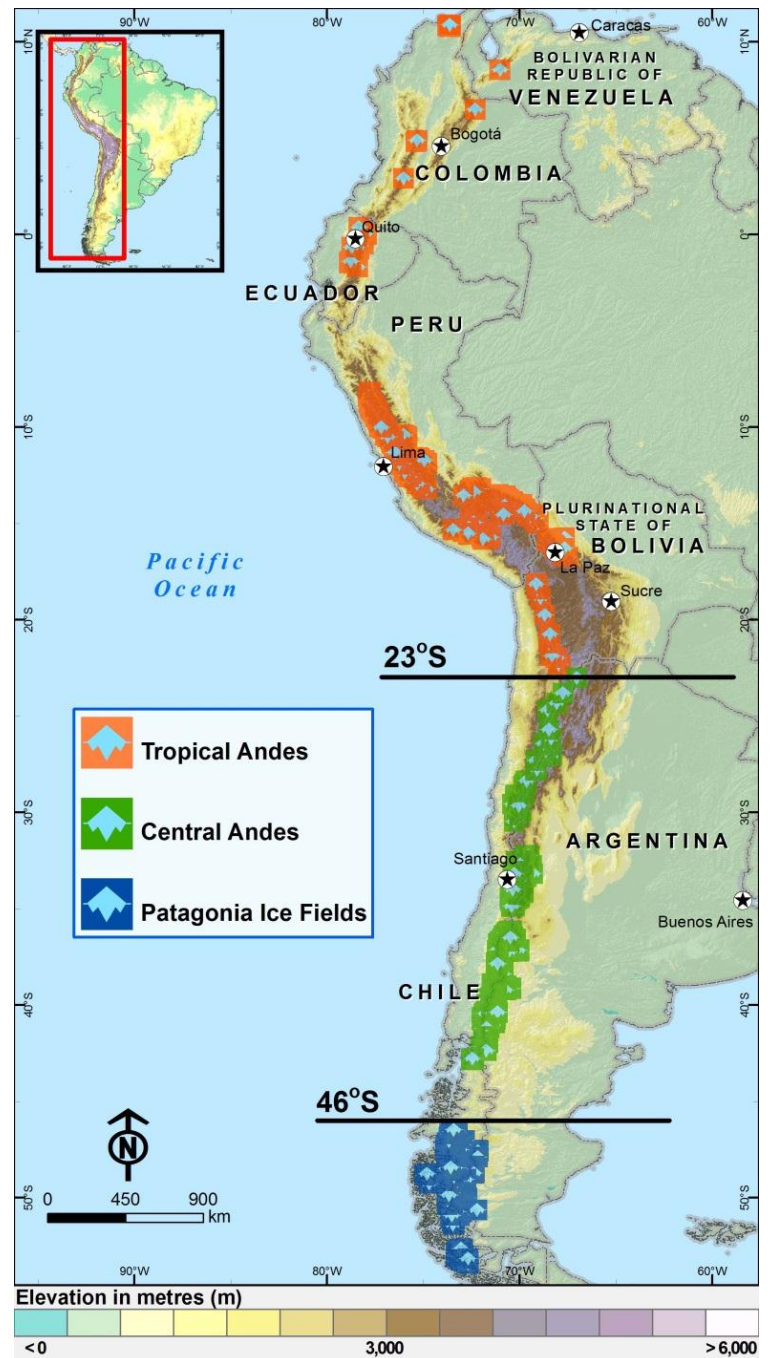 90°W
80°W
70°W
60°W
10°N
Caracas
BOLIVARIAN
REPUBLIC OF
VENEZUELA
Bogotá
COLOMBIA
0°
Quito
ECUADOR
PERU
10°S
10°S
Lima
PLURINATIONAL
STATE OF
BOLIVIA
La Paz
Pacific
Ocean
Sucre
20°S
20°S
23°S
Tropical Andes
Central Andes
Patagonia Ice Fields
30°S
30°S
ARGENTINA
Santiago
Buenos Aires
CHILE
40°S
40°S
46°S
N
0 450 900
km
50°S
50°S
90°W
80°W
70°W
60°W
Elevation in metres (m)
< 0 3,000 > 6,000